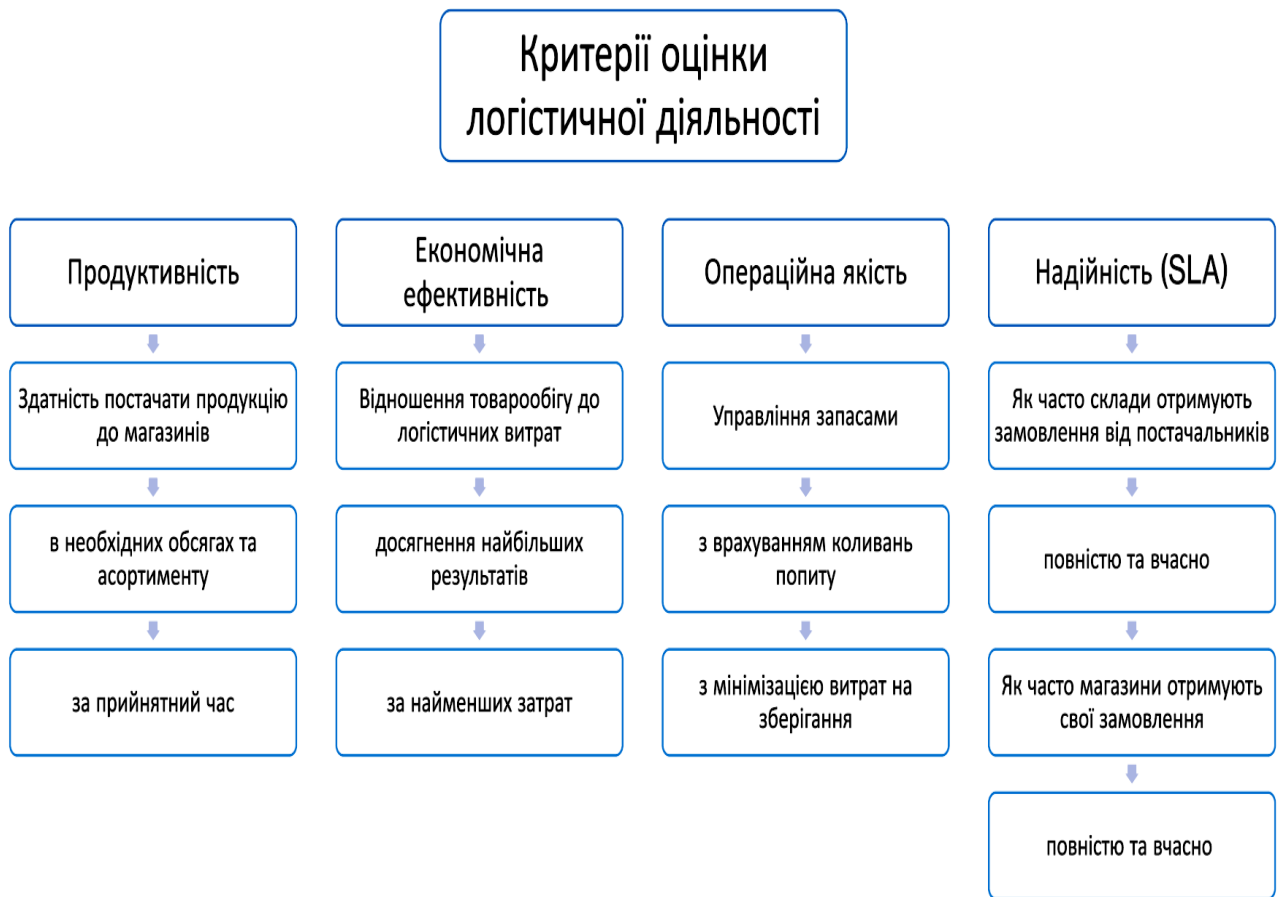 Критерії оцінки
логістичної діяльності
Продуктивність
Здатність постачати продукцію
до магазинів
в необхідних обсягах та
асортименту
за прийнятний час
Економічна
ефективність
Відношення товарообігу до
логістичних витрат
досягнення найбільших
результатів
за найменших затрат
Операційна якість
Управління запасами
з врахуванням коливань
попиту
з мінімізацією витрат на
зберігання
Надійність (SLA)
Як часто склади отримують
замовлення від постачальників
повністю та вчасно
Як часто магазини отримують
свої замовлення
повністю та вчасно